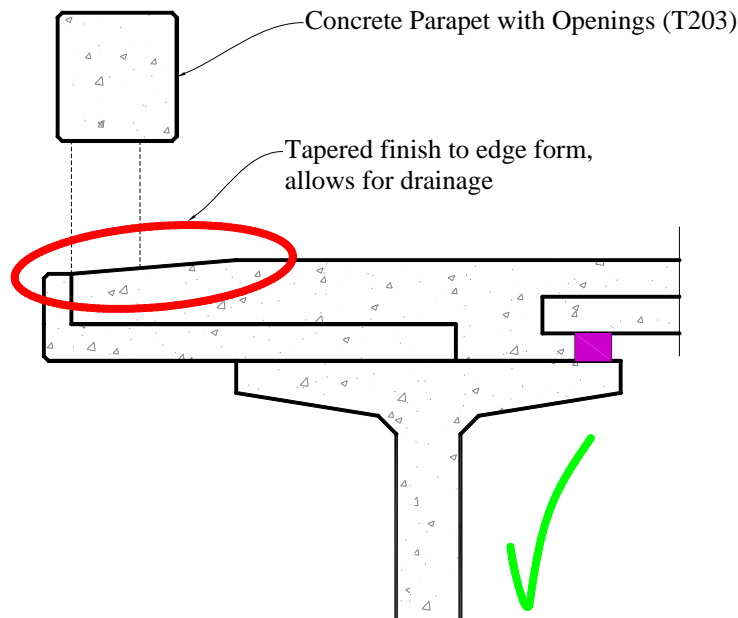 Concrete Parapet with Openings (T203)
Tapered finish to edge form,
allows for drainage